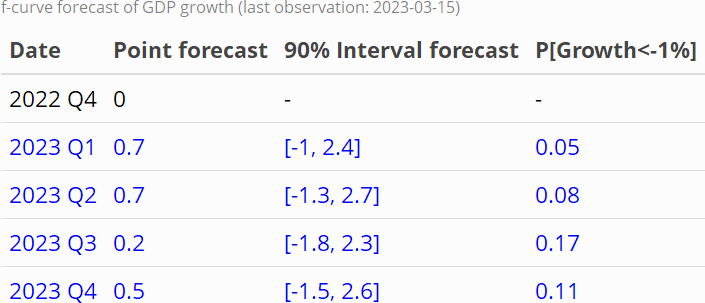 f-curve forecast of GDP growth (last observation: 2023-03-15)
Date Point forecast 90% Interval forecast P[Growth<-1%]
2022 Q4 0 - -
2023 Q1 0.7 [-1, 2.4] 0.05
2023 Q2 0.7 [-1.3, 2.7] 0.08
2023 Q3 0.2 [-1.8, 2.3] 0.17
2023 Q4 0.5 [-1.5, 2.6] 0.11